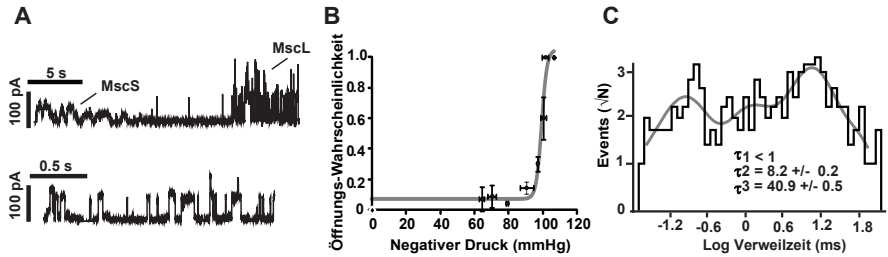 A
5 s
100 pA
MscS
MscL
0.5 s
100 pA
B
Öffnungs-Wahrscheinlichkeit
1.0
0.8
0.6
0.4
0.2
0.0
0
20
40
60
80
100
120
Negativer Druck (mmHg)
C
Events (√N)
3
2
1
0
τ1 < 1
τ2 = 8.2 +/- 0.2
τ3 = 40.9 +/- 0.5
-1.2
-0.6
0
0.6
1.2
1.8
Log Verweilzeit (ms)